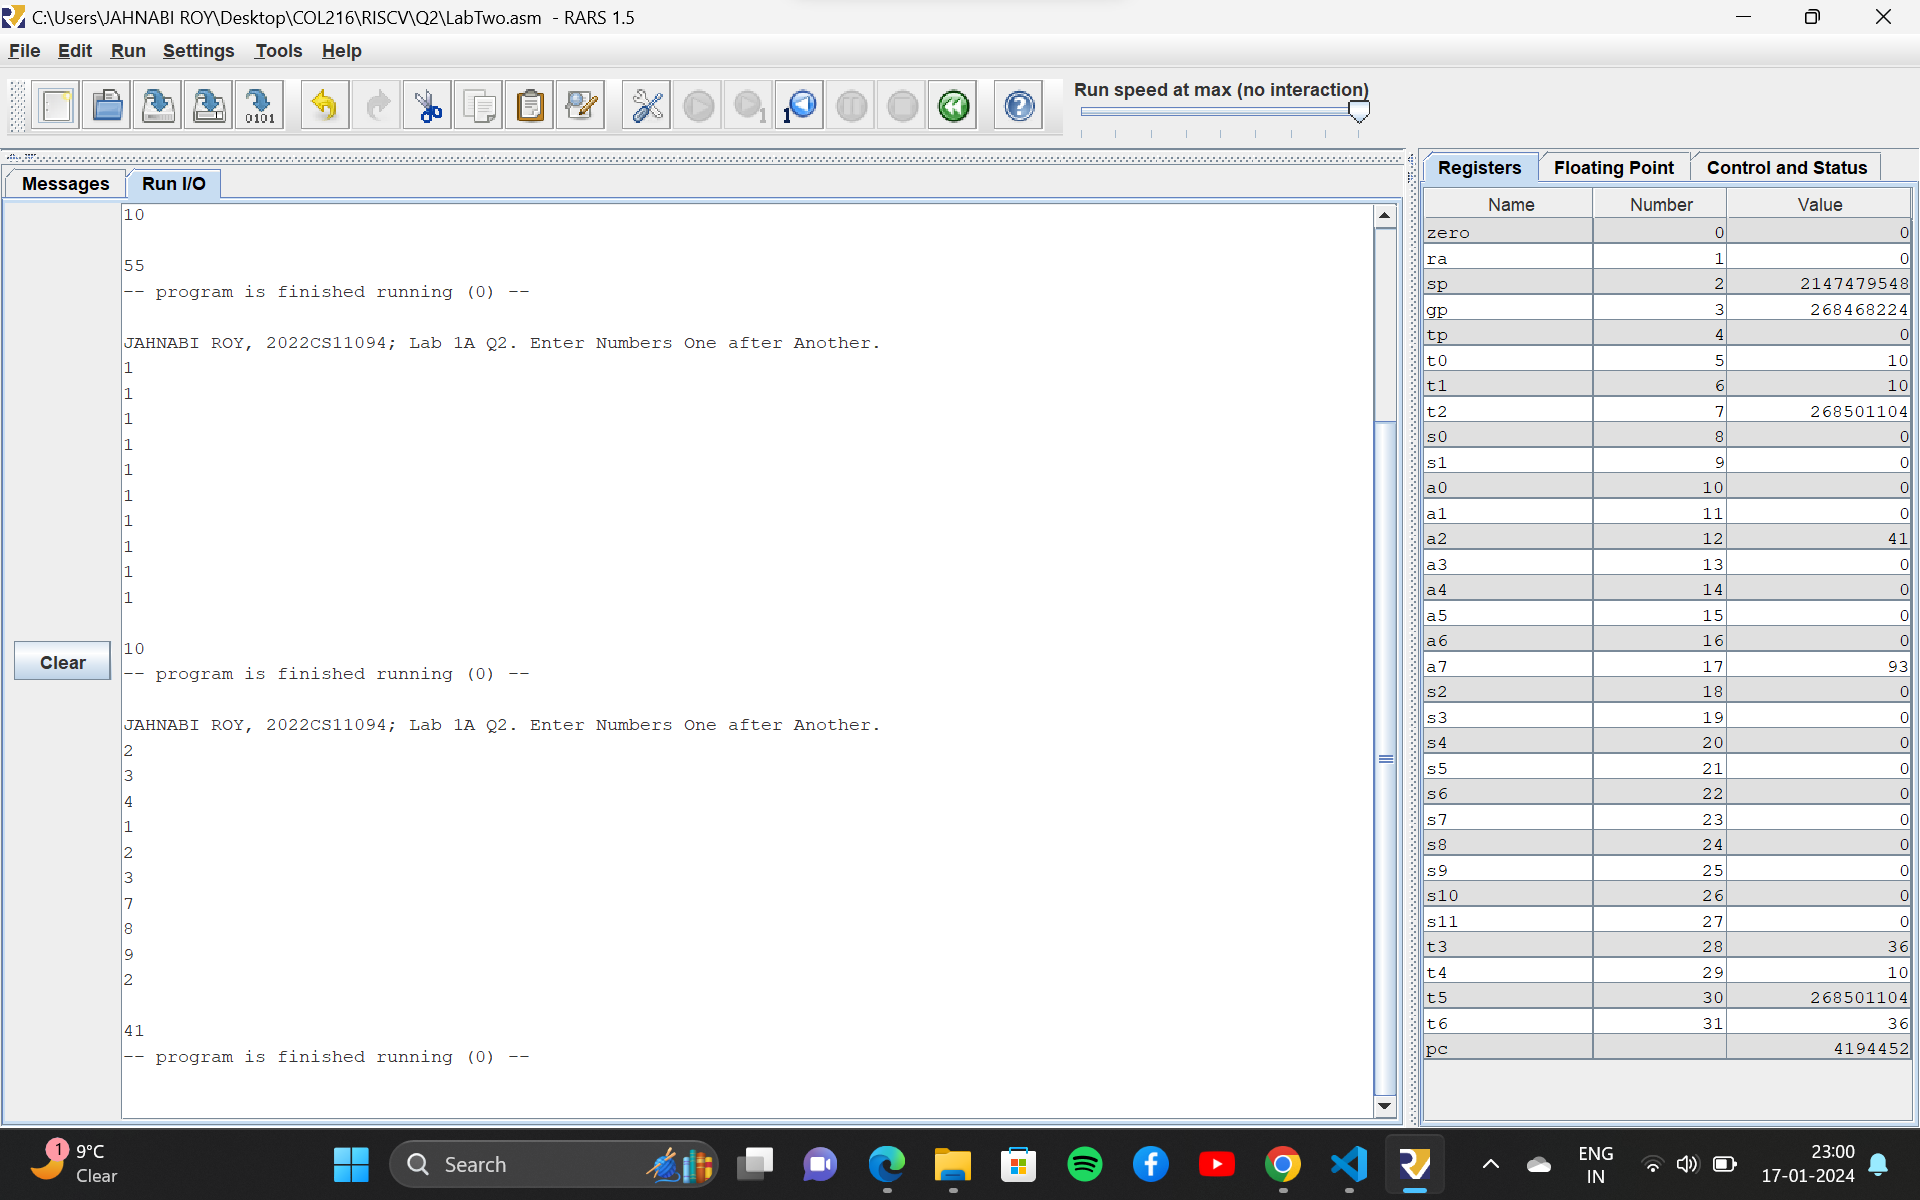 C:\Users\JAHNABI ROY\Desktop\COL216\RISCV\Q2\LabTwo.asm - RARS 1.5
File Edit Run Settings Tools Help
Run speed at max (no interaction)
0101
1
1
Messages Run I/O
Registers Floating Point Control and Status
10

55
-- program is finished running (0) --

JAHNABI ROY, 2022CS11094; Lab 1A Q2. Enter Numbers One after Another.
1
1
1
1
1
1
1
1
1
1

10
-- program is finished running (0) --

JAHNABI ROY, 2022CS11094; Lab 1A Q2. Enter Numbers One after Another.
2
3
4
1
2
3
7
8
9
2

41
-- program is finished running (0) --
Clear
Name Number Value
zero 0 0
ra 1 0
sp 2 2147479548
gp 3 268468224
tp 4 0
t0 5 10
t1 6 10
t2 7 268501104
s0 8 0
s1 9 0
a0 10 0
a1 11 0
a2 12 41
a3 13 0
a4 14 0
a5 15 0
a6 16 0
a7 17 93
s2 18 0
s3 19 0
s4 20 0
s5 21 0
s6 22 0
s7 23 0
s8 24 0
s9 25 0
s10 26 0
s11 27 0
t3 28 36
t4 29 10
t5 30 268501104
t6 31 36
pc 4194452
1
9°C
Clear
Search
ENG
IN
23:00
17-01-2024